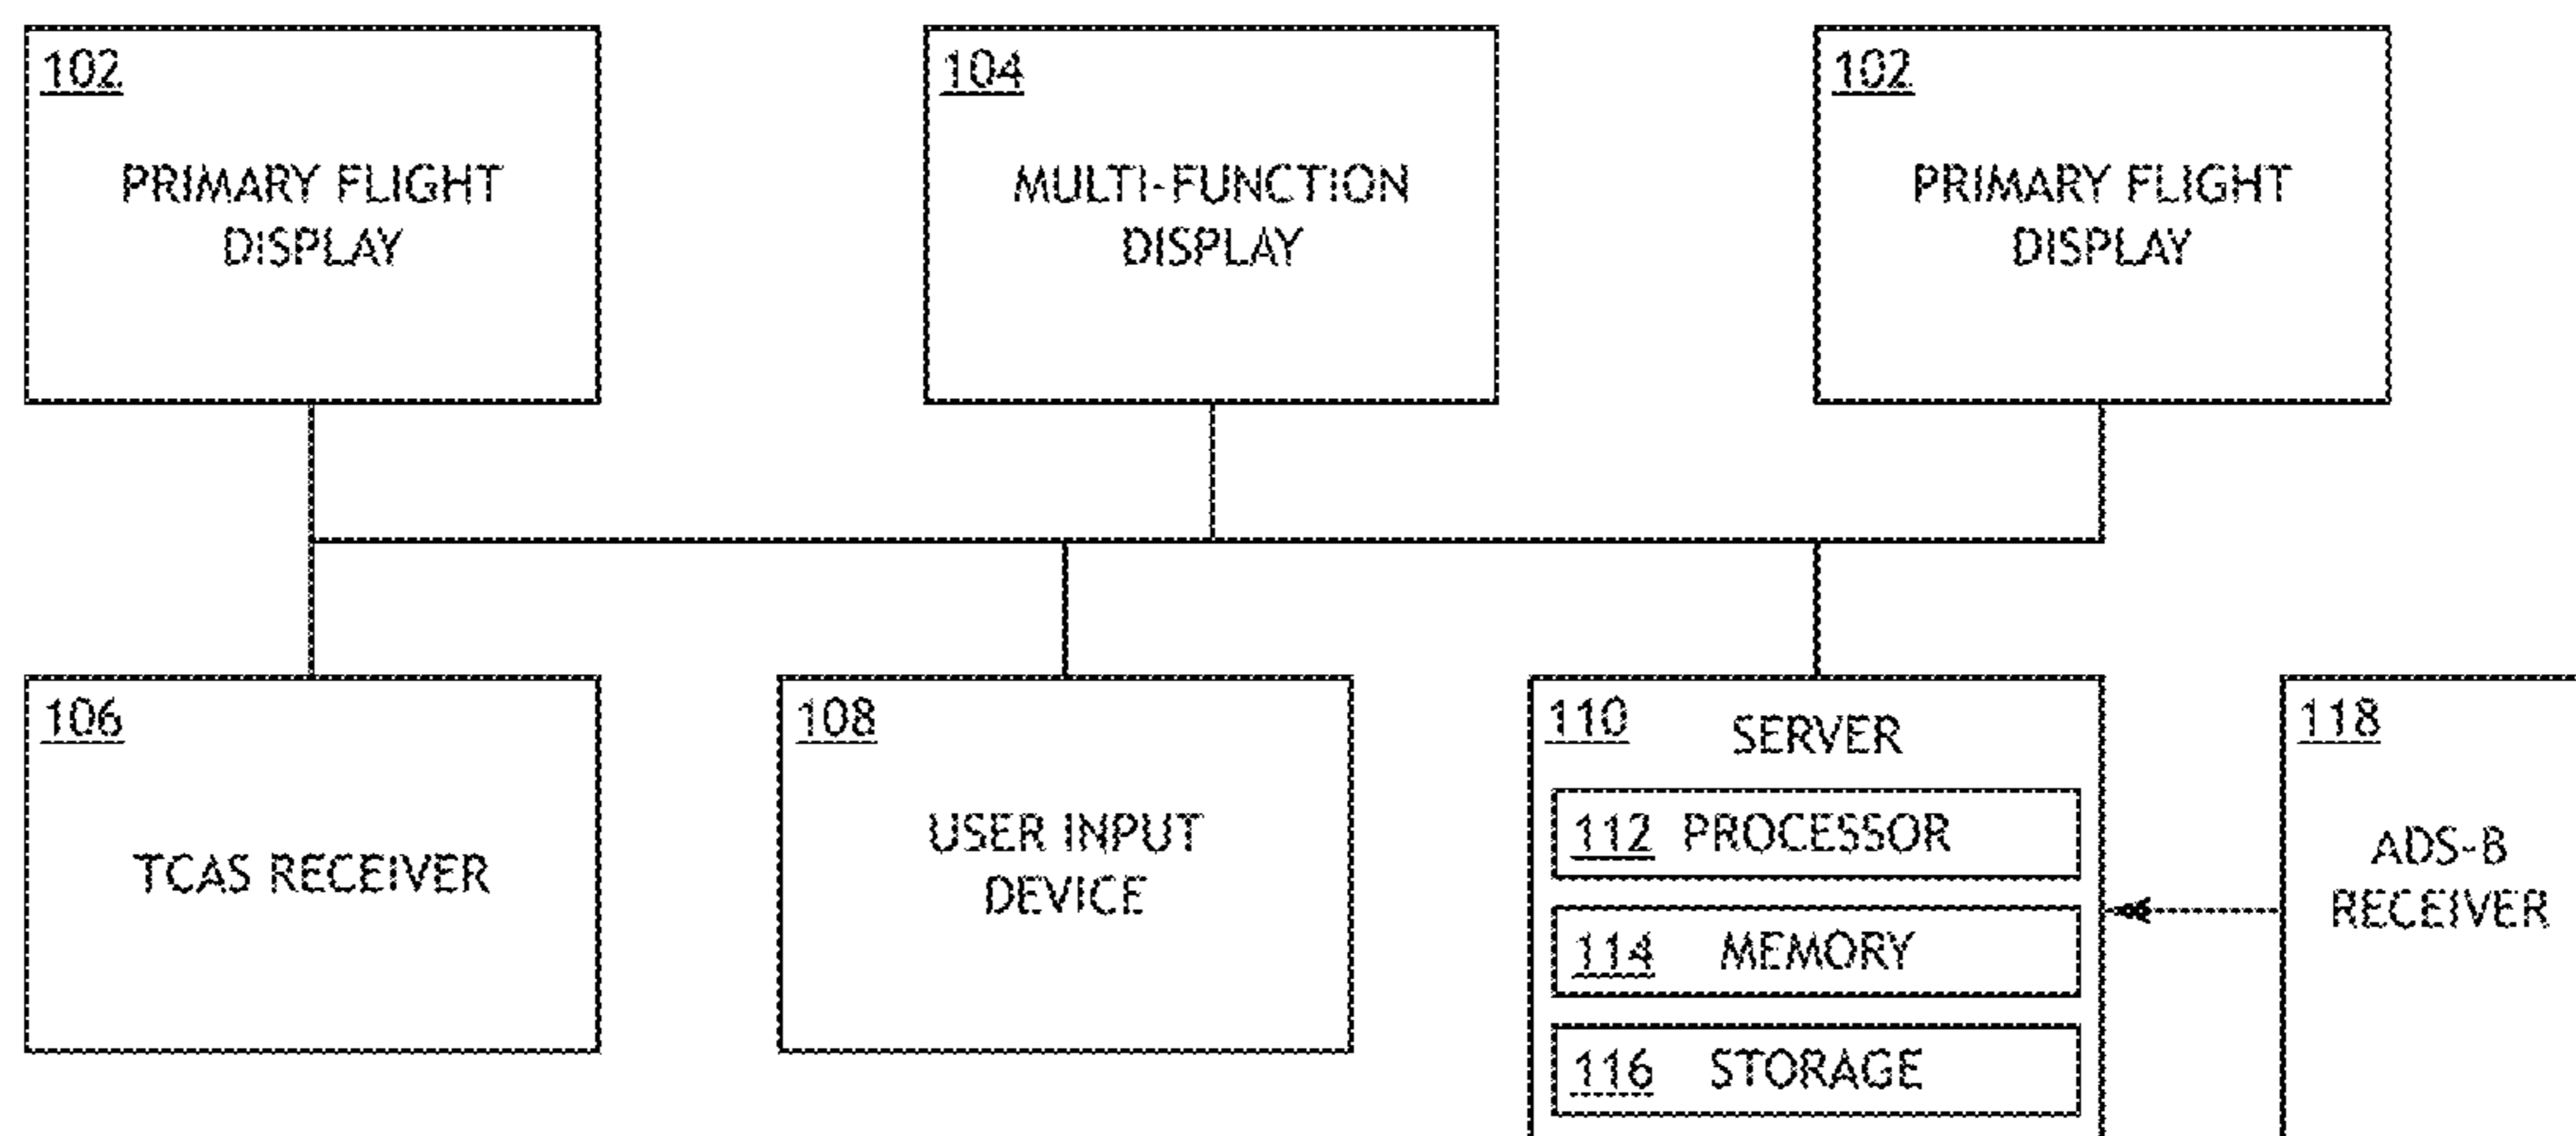 102
PRIMARY FLIGHT
DISPLAY
104
MULTI-FUNCTION
DISPLAY
102
PRIMARY FLIGHT
DISPLAY
106
TCAS RECEIVER
108
USER INPUT
DEVICE
110 SERVER
112 PROCESSOR
114 MEMORY
116 STORAGE
118
ADS-B
RECEIVER